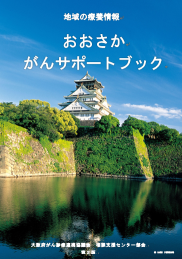 地域の療養情報
おおさか
がんサポートブック
大阪府がん診療連携協議会 相談支援センター部会
第2版